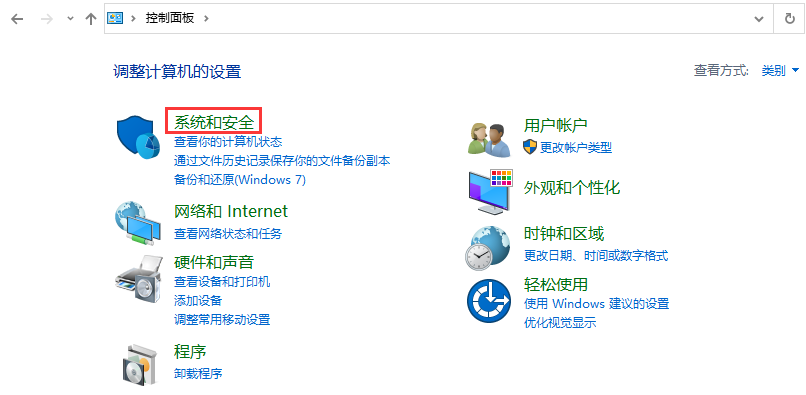 控制面板
调整计算机的设置
查看方式: 类别
系统和安全
查看你的计算机状态
通过文件历史记录保存你的文件备份副本
备份和还原(Windows 7)
网络和 Internet
查看网络状态和任务
硬件和声音
查看设备和打印机
添加设备
调整常用移动设置
程序
卸载程序
用户帐户
更改帐户类型
外观和个性化
时钟和区域
更改日期、时间或数字格式
轻松使用
使用 Windows 建议的设置
优化视觉显示